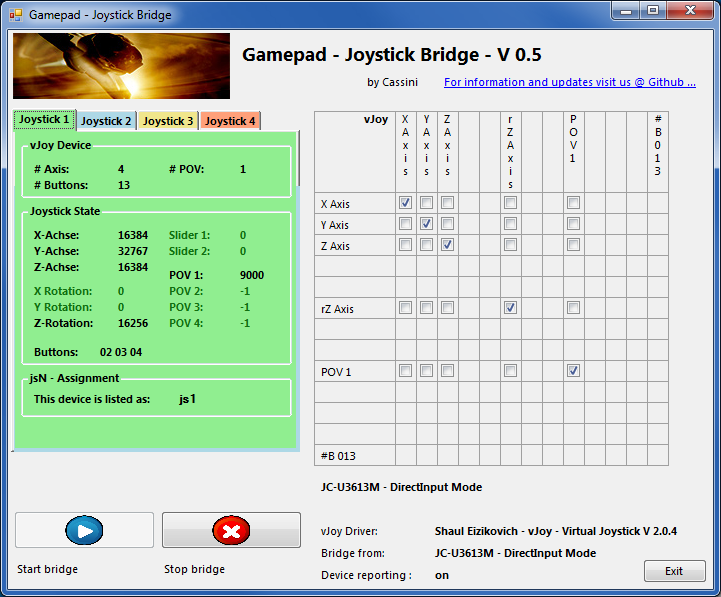 Gamepad - Joystick Bridge
Gamepad - Joystick Bridge - V 0.5
by Cassini For information and updates visit us @ Github ...
Joystick 1 Joystick 2 Joystick 3 Joystick 4
vJoy Device
# Axis: 4 # POV: 1
# Buttons: 13
Joystick State
X-Achse: 16384 Slider 1: 0
Y-Achse: 32767 Slider 2: 0
Z-Achse: 16384
POV 1: 9000
X Rotation: 0 POV 2: -1
Y Rotation: 0 POV 3: -1
Z-Rotation: 16256 POV 4: -1
Buttons: 02 03 04
jsN - Assignment
This device is listed as: js1
Start bridge
Stop bridge
vJoy X Axis Y Axis Z Axis rZ Axis POV1 #B013
X Axis
Y Axis
Z Axis
rZ Axis
POV 1
#B 013
JC-U3613M - DirectInput Mode
vJoy Driver: Shaul Eizikovich - vJoy - Virtual Joystick V 2.0.4
Bridge from: JC-U3613M - DirectInput Mode
Device reporting : on
Exit